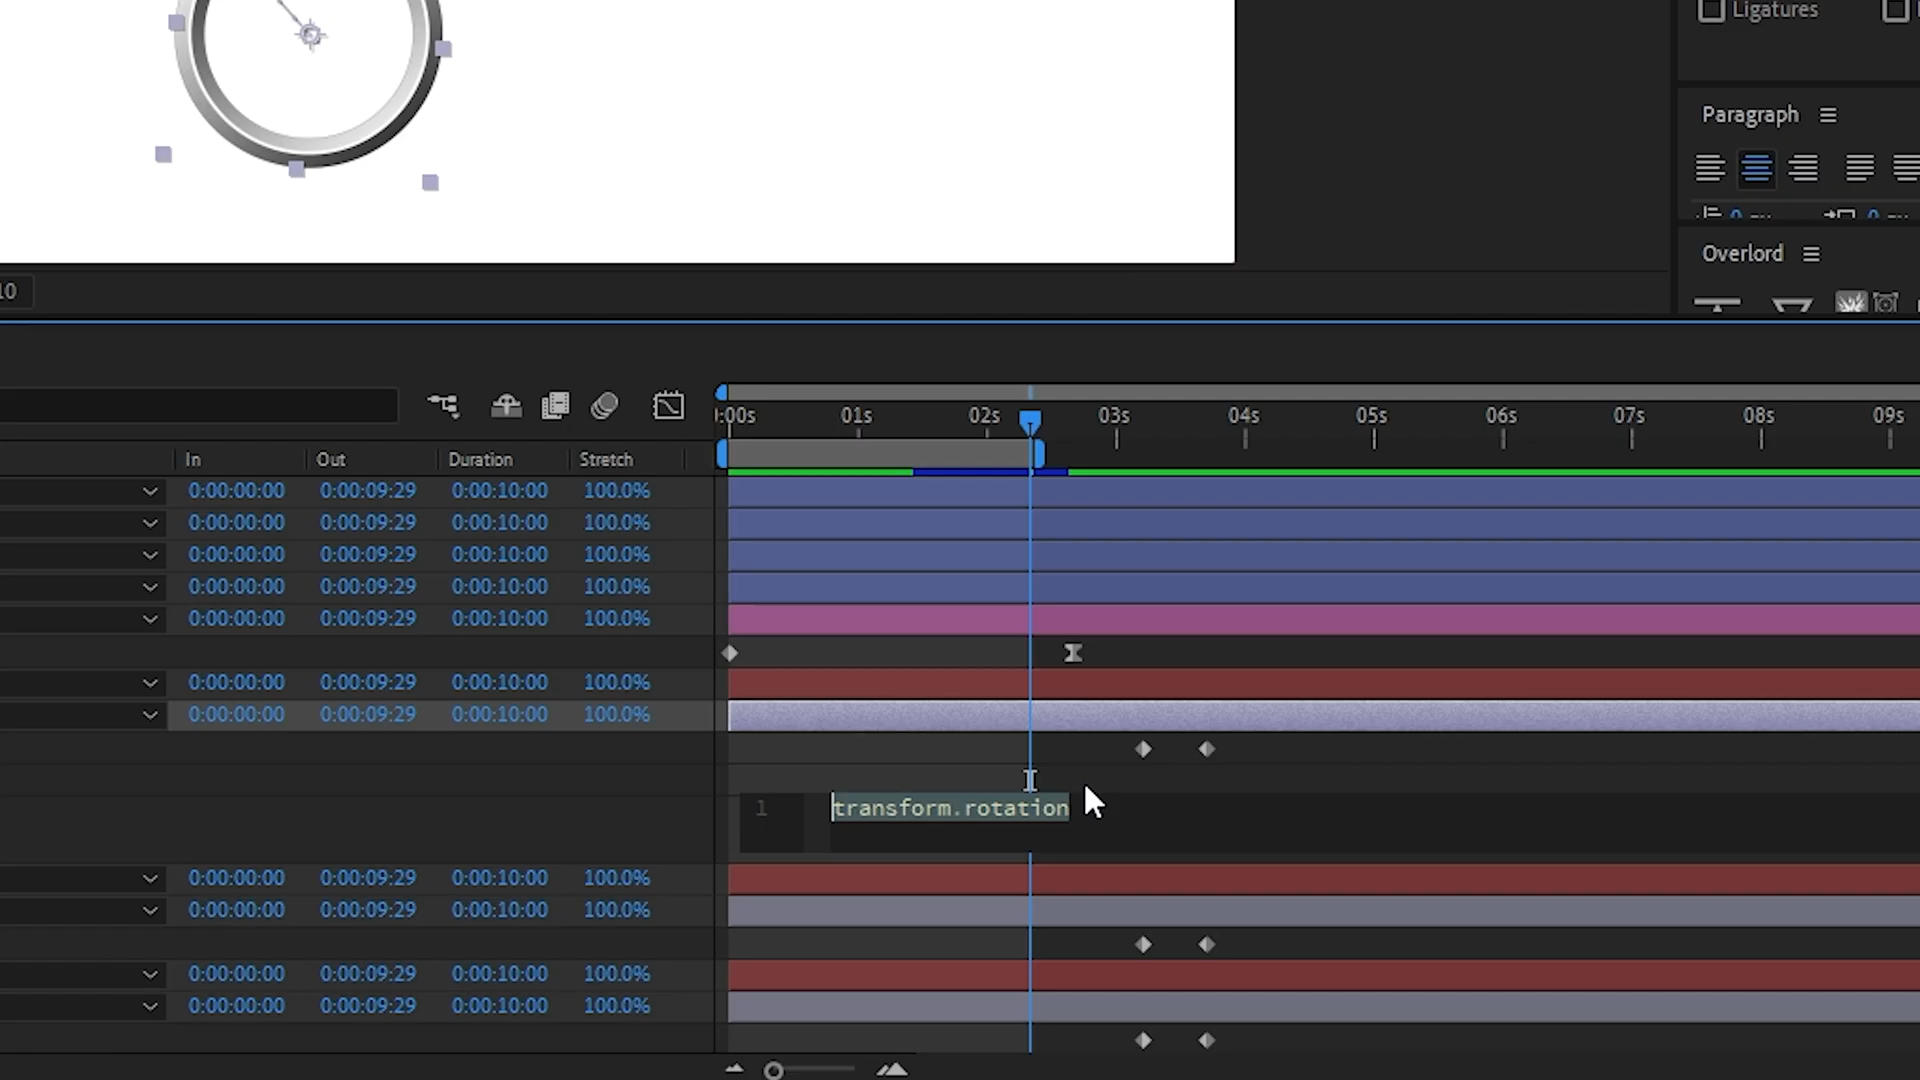 Ligatures
Paragraph
Overlord
10
:00s 01s 02s 03s 04s 05s 06s 07s 08s 09s
In Out Duration Stretch
0:00:00:00 0:00:09:29 0:00:10:00 100.0%
0:00:00:00 0:00:09:29 0:00:10:00 100.0%
0:00:00:00 0:00:09:29 0:00:10:00 100.0%
0:00:00:00 0:00:09:29 0:00:10:00 100.0%
0:00:00:00 0:00:09:29 0:00:10:00 100.0%
0:00:00:00 0:00:09:29 0:00:10:00 100.0%
0:00:00:00 0:00:09:29 0:00:10:00 100.0%
1 transform.rotation
0:00:00:00 0:00:09:29 0:00:10:00 100.0%
0:00:00:00 0:00:09:29 0:00:10:00 100.0%
0:00:00:00 0:00:09:29 0:00:10:00 100.0%
0:00:00:00 0:00:09:29 0:00:10:00 100.0%